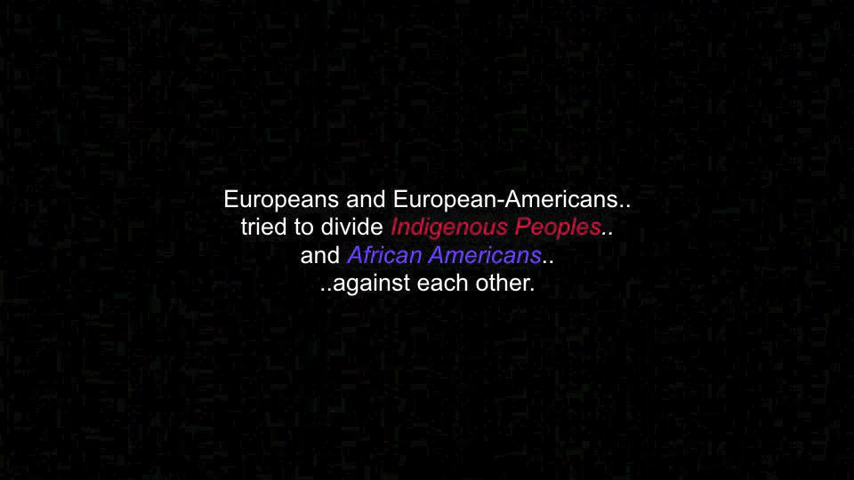 Europeans and European-Americans..
tried to divide Indigenous Peoples..
and African Americans..
..against each other.